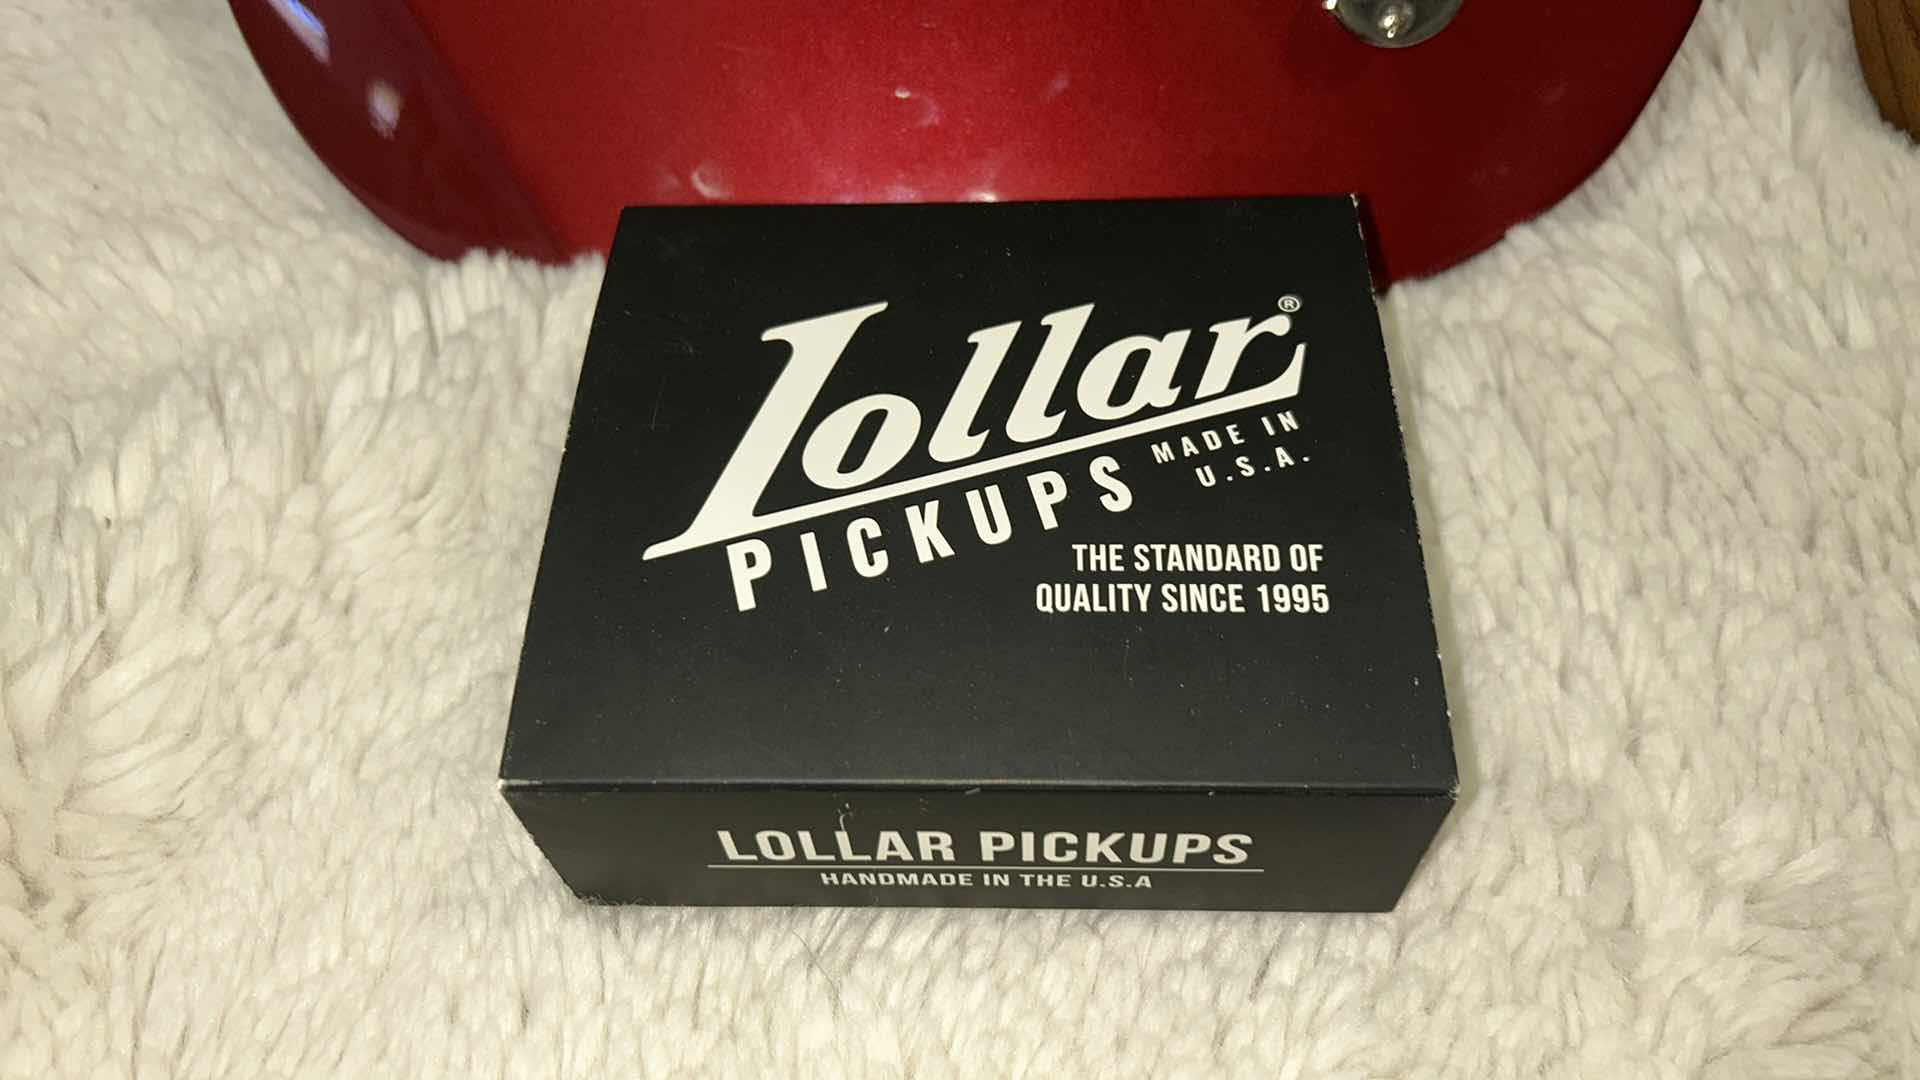 Lollar®
PICKUPS
MADE IN
U.S.A.
THE STANDARD OF
QUALITY SINCE 1995
LOLLAR PICKUPS
HANDMADE IN THE U.S.A